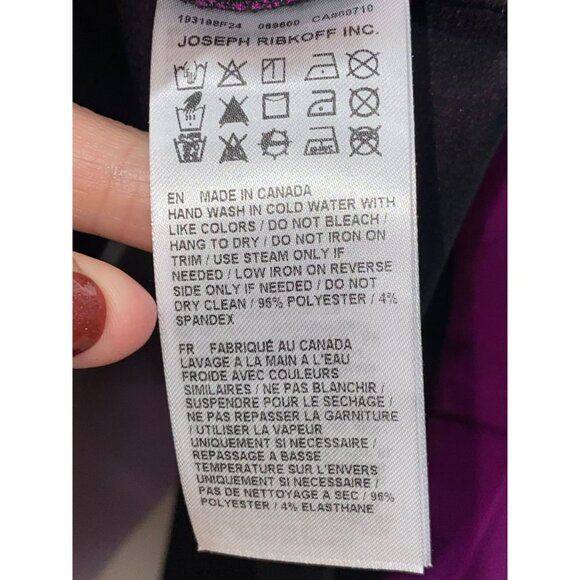 193198F24 069600 CA
JOSEPH RIBKOFF INC.
EN MADE IN CANADA
HAND WASH IN COLD WATER WITH
LIKE COLORS / DO NOT BLEACH /
HANG TO DRY / DO NOT IRON ON
TRIM / USE STEAM ONLY IF
NEEDED / LOW IRON ON REVERSE
SIDE ONLY IF NEEDED / DO NOT
DRY CLEAN / 96% POLYESTER / 4%
SPANDEX
FR FABRIQUÉ AU CANADA
LAVAGE A LA MAIN A L'EAU
FROIDE AVEC COULEURS
SIMILAIRES / NE PAS BLANCHIR /
SUSPENDRE POUR LE SECHAGE /
NE PAS REPASSER LA GARNITURE
/ UTILISER LA VAPEUR
UNIQUEMENT SI NECESSAIRE /
REPASSAGE A BASSE
TEMPERATURE SUR L'ENVERS
UNIQUEMENT SI NECESSAIRE /
PAS DE NETTOYAGE A SEC / 96%
POLYESTER / 4% ELASTHANE